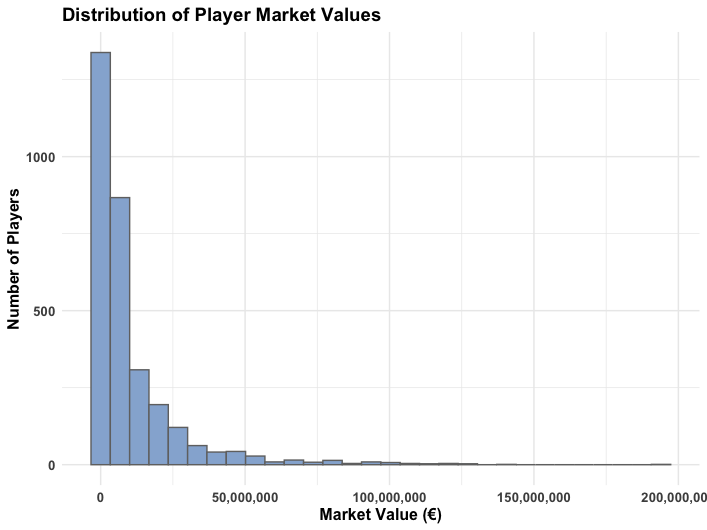 Distribution of Player Market Values
Number of Players
1000
500
0
0 50,000,000 100,000,000 150,000,000 200,000,00
Market Value (€)